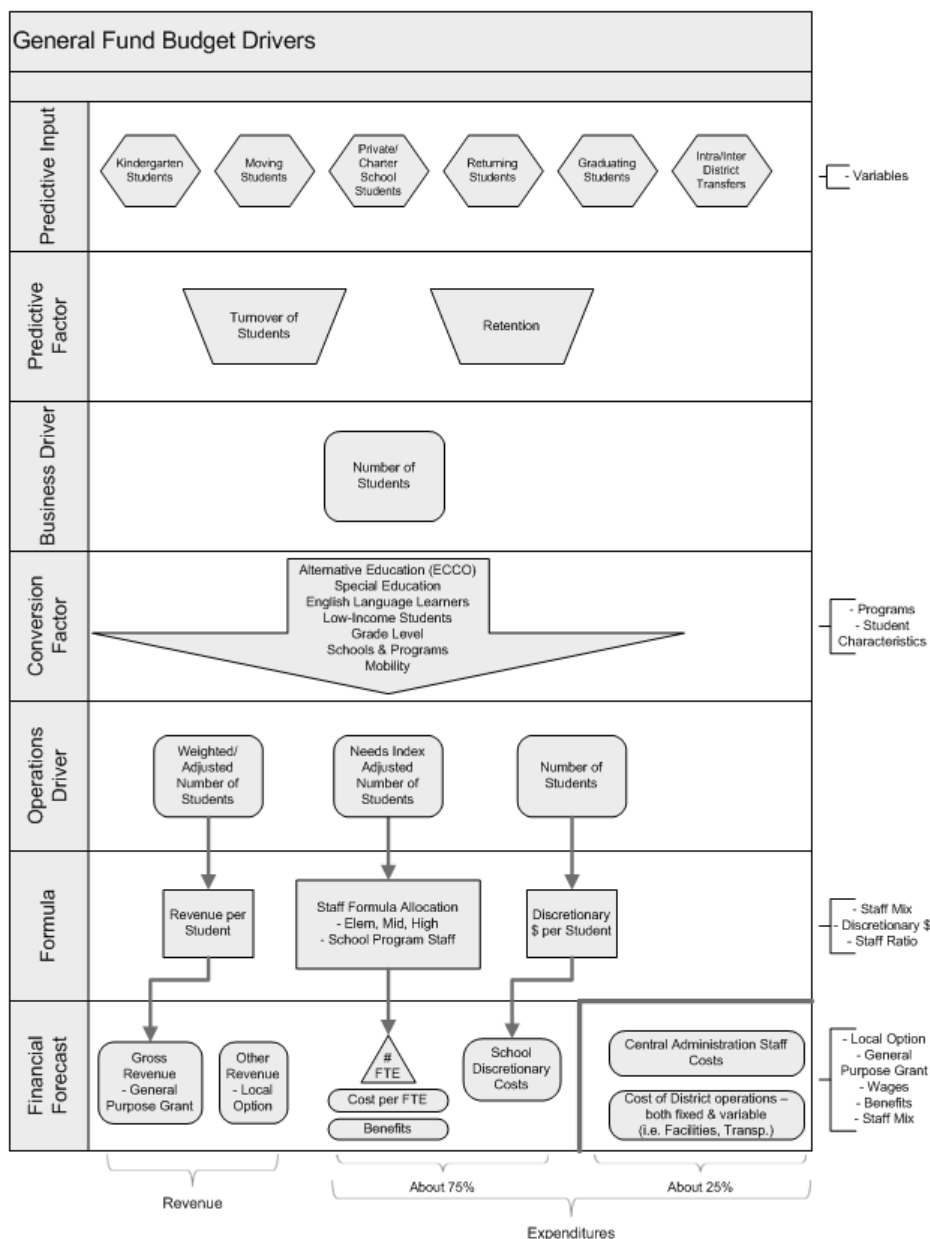 General Fund Budget Drivers
Predictive Input
Kindergarten
Students
Moving
Students
Private/
Charter
School
Students
Returning
Students
Graduating
Students
Intra/Inter
District
Transfers
- Variables
Predictive
Factor
Turnover of
Students
Retention
Business Driver
Number of
Students
Conversion
Factor
Alternative Education (ECCO)
Special Education
English Language Learners
Low-Income Students
Grade Level
Schools & Programs
Mobility
- Programs
- Student
Characteristics
Operations
Driver
Weighted/
Adjusted
Number of
Students
Needs Index
Adjusted
Number of
Students
Number of
Students
Formula
Revenue per
Student
Staff Formula Allocation
- Elem, Mid, High
- School Program Staff
Discretionary
$ per Student
- Staff Mix
- Discretionary $
- Staff Ratio
Financial
Forecast
Gross
Revenue
- General
Purpose Grant
Other
Revenue
- Local
Option
#
FTE
Cost per FTE
Benefits
School
Discretionary
Costs
Central Administration Staff
Costs
Cost of District operations –
both fixed & variable
(i.e. Facilities, Transp.)
- Local Option
- General
Purpose Grant
- Wages
- Benefits
- Staff Mix
Revenue
About 75%
About 25%
Expenditures